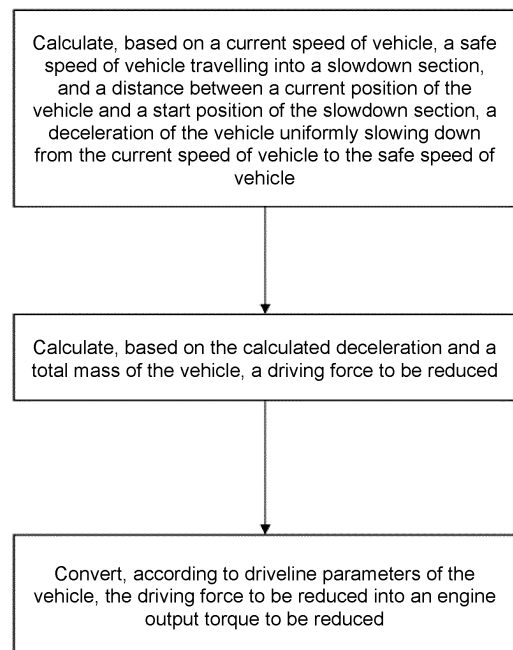 Calculate, based on a current speed of vehicle, a safe
speed of vehicle travelling into a slowdown section,
and a distance between a current position of the
vehicle and a start position of the slowdown section, a
deceleration of the vehicle uniformly slowing down
from the current speed of vehicle to the safe speed of
vehicle
Calculate, based on the calculated deceleration and a
total mass of the vehicle, a driving force to be reduced
Convert, according to driveline parameters of the
vehicle, the driving force to be reduced into an engine
output torque to be reduced